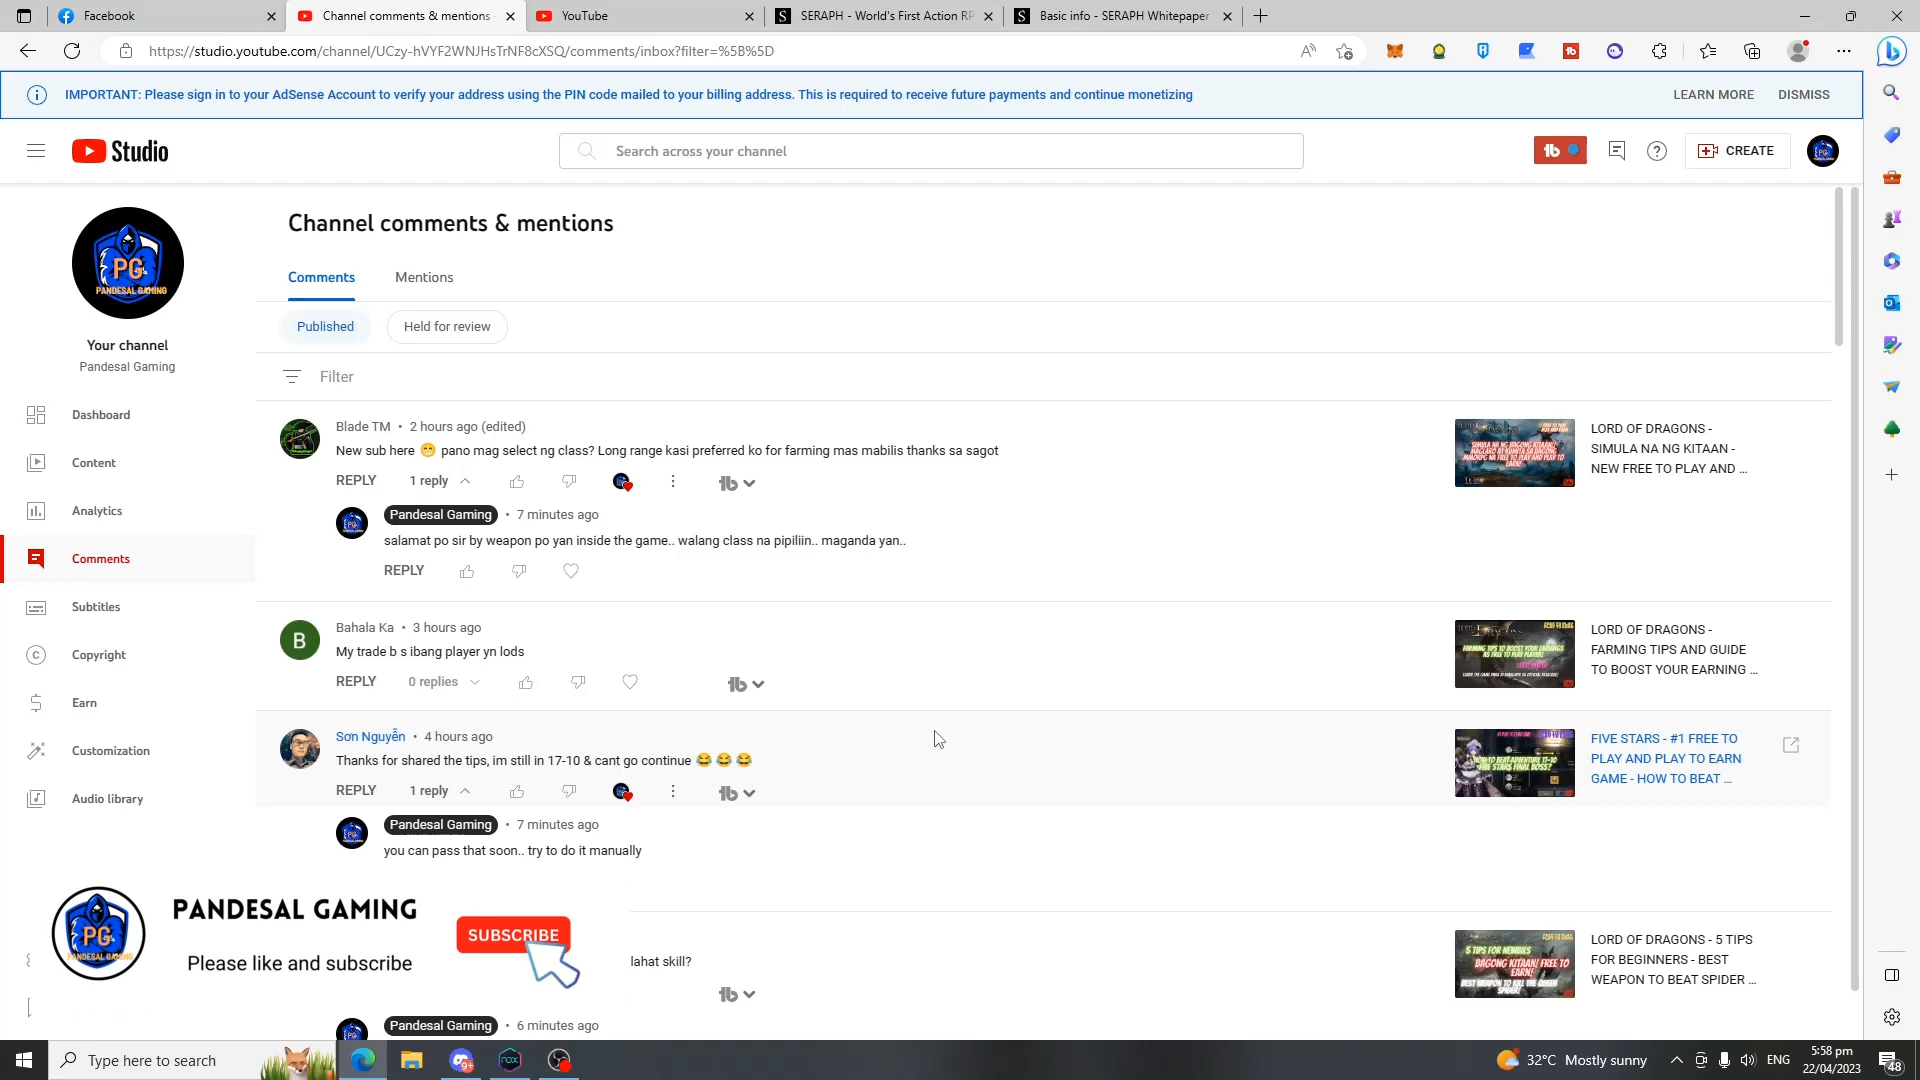 Facebook
Channel comments & mentions -
YouTube
SERAPH - World's First Action RP
Basic info - SERAPH Whitepaper
https://studio.youtube.com/channel/UCzy-hVYF2WNJHsTrNF8cXSQ/comments/inbox?filter=%5B%5D
IMPORTANT: Please sign in to your AdSense Account to verify your address using the PIN code mailed to your billing address. This is required to receive future payments and continue monetizing
LEARN MORE
DISMISS
Studio
Search across your channel
CREATE
Channel comments & mentions
Comments
Mentions
Published
Held for review
Filter
PG
PANDESAL GAMING
Your channel
Pandesal Gaming
Dashboard
Content
Analytics
Comments
Subtitles
Copyright
Earn
Customization
Audio library
Blade TM • 2 hours ago (edited)
New sub here 😁 pano mag select ng class? Long range kasi preferred ko for farming mas mabilis thanks sa sagot
REPLY 1 reply
Pandesal Gaming • 7 minutes ago
salamat po sir by weapon po yan inside the game.. walang class na pipiliin.. maganda yan..
REPLY
LORD OF DRAGONS -
SIMULA NA NG KITAAN -
NEW FREE TO PLAY AND ...
B
Bahala Ka • 3 hours ago
My trade b s ibang player yn lods
REPLY 0 replies
LORD OF DRAGONS -
FARMING TIPS AND GUIDE
TO BOOST YOUR EARNING ...
Sơn Nguyễn • 4 hours ago
Thanks for shared the tips, im still in 17-10 & cant go continue 😂 😂 😂
REPLY 1 reply
Pandesal Gaming • 7 minutes ago
you can pass that soon.. try to do it manually
FIVE STARS - #1 FREE TO
PLAY AND PLAY TO EARN
GAME - HOW TO BEAT ...
PG
PANDESAL GAMING
SUBSCRIBE
Please like and subscribe
lahat skill?
LORD OF DRAGONS - 5 TIPS
FOR BEGINNERS - BEST
WEAPON TO BEAT SPIDER ...
Pandesal Gaming • 6 minutes ago
Type here to search
32°C Mostly sunny
ENG
5:58 pm
22/04/2023
48